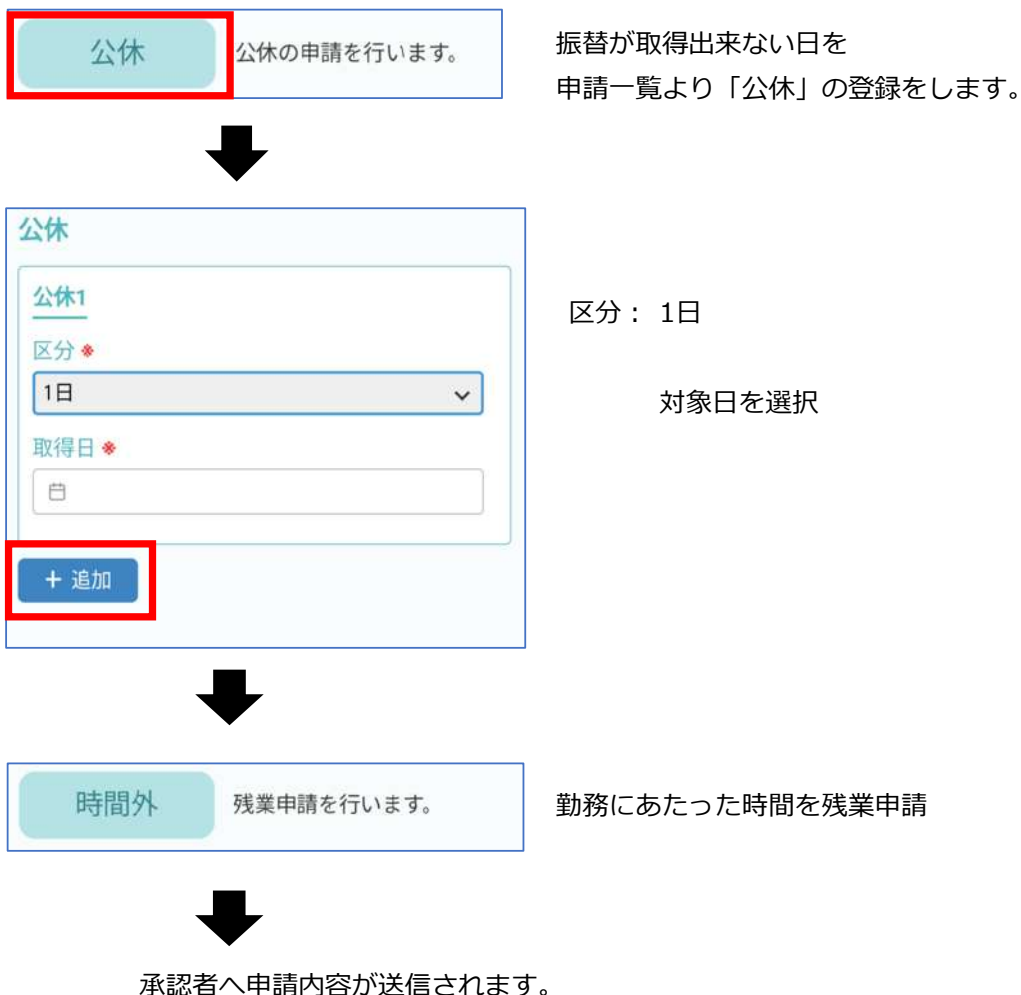 公休
公休の申請を行います。
振替が取得出来ない日を
申請一覧より「公休」の登録をします。
公休
公休1
区分※
1日
取得日※
+ 追加
区分： 1日
対象日を選択
時間外
残業申請を行います。
勤務にあたった時間を残業申請
承認者へ申請内容が送信されます。